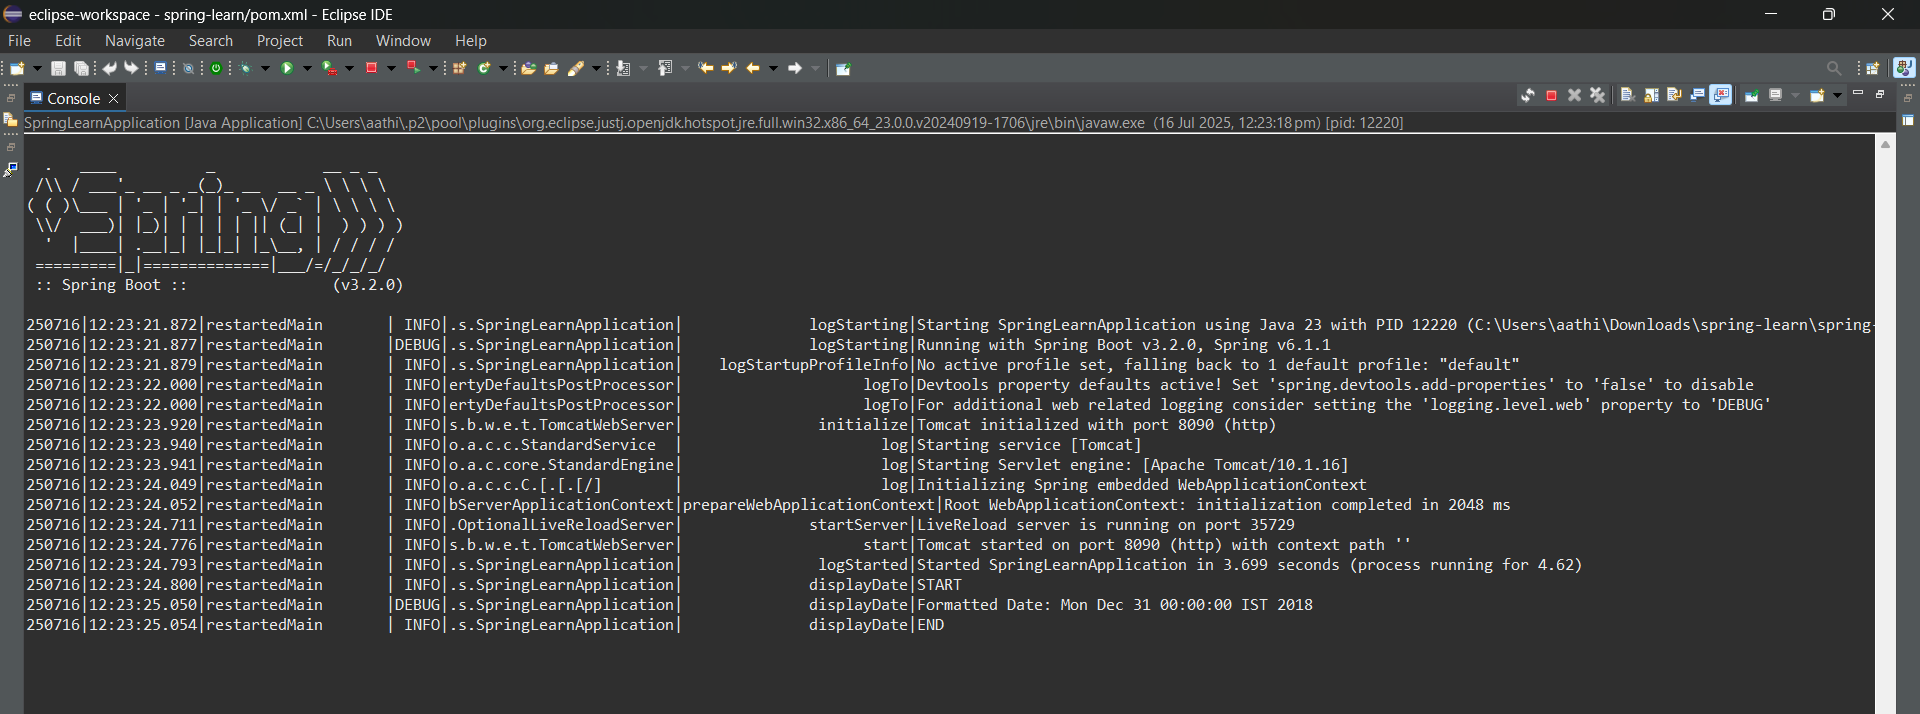 eclipse-workspace - spring-learn/pom.xml - Eclipse IDE
File Edit Navigate Search Project Run Window Help
Console
SpringLearnApplication [Java Application] C:\Users\aathi\.p2\pool\plugins\org.eclipse.justj.openjdk.hotspot.jre.full.win32.x86_64_23.0.0.v20240919-1706\jre\bin\javaw.exe (16 Jul 2025, 12:23:18 pm) [pid: 12220]
  .   ____          _            __ _ _
 /\\ / ___'_ __ _ _(_)_ __  __ _ \ \ \ \
( ( )\___ | '_ | '_| | '_ \/ _` | \ \ \ \
 \\/  ___)| |_)| | | | | || (_| |  ) ) ) )
  '  |____| .__|_| |_|_| |_\__, | / / / /
 =========|_|==============|___/=/_/_/_/
 :: Spring Boot ::                (v3.2.0)
250716|12:23:21.872|restartedMain       | INFO|.s.SpringLearnApplication|              logStarting|Starting SpringLearnApplication using Java 23 with PID 12220 (C:\Users\aathi\Downloads\spring-learn\spring-
250716|12:23:21.877|restartedMain       |DEBUG|.s.SpringLearnApplication|              logStarting|Running with Spring Boot v3.2.0, Spring v6.1.1
250716|12:23:21.879|restartedMain       | INFO|.s.SpringLearnApplication|    logStartupProfileInfo|No active profile set, falling back to 1 default profile: "default"
250716|12:23:22.000|restartedMain       | INFO|ertyDefaultsPostProcessor|                    logTo|Devtools property defaults active! Set 'spring.devtools.add-properties' to 'false' to disable
250716|12:23:22.000|restartedMain       | INFO|ertyDefaultsPostProcessor|                    logTo|For additional web related logging consider setting the 'logging.level.web' property to 'DEBUG'
250716|12:23:23.920|restartedMain       | INFO|s.b.w.e.t.TomcatWebServer|               initialize|Tomcat initialized with port 8090 (http)
250716|12:23:23.940|restartedMain       | INFO|o.a.c.c.StandardService  |                      log|Starting service [Tomcat]
250716|12:23:23.941|restartedMain       | INFO|o.a.c.core.StandardEngine|                      log|Starting Servlet engine: [Apache Tomcat/10.1.16]
250716|12:23:24.049|restartedMain       | INFO|o.a.c.c.C.[.[.[/]        |                      log|Initializing Spring embedded WebApplicationContext
250716|12:23:24.052|restartedMain       | INFO|bServerApplicationContext|prepareWebApplicationContext|Root WebApplicationContext: initialization completed in 2048 ms
250716|12:23:24.711|restartedMain       | INFO|.OptionalLiveReloadServer|              startServer|LiveReload server is running on port 35729
250716|12:23:24.776|restartedMain       | INFO|s.b.w.e.t.TomcatWebServer|                    start|Tomcat started on port 8090 (http) with context path ''
250716|12:23:24.793|restartedMain       | INFO|.s.SpringLearnApplication|               logStarted|Started SpringLearnApplication in 3.699 seconds (process running for 4.62)
250716|12:23:24.800|restartedMain       | INFO|.s.SpringLearnApplication|              displayDate|START
250716|12:23:25.050|restartedMain       |DEBUG|.s.SpringLearnApplication|              displayDate|Formatted Date: Mon Dec 31 00:00:00 IST 2018
250716|12:23:25.054|restartedMain       | INFO|.s.SpringLearnApplication|              displayDate|END